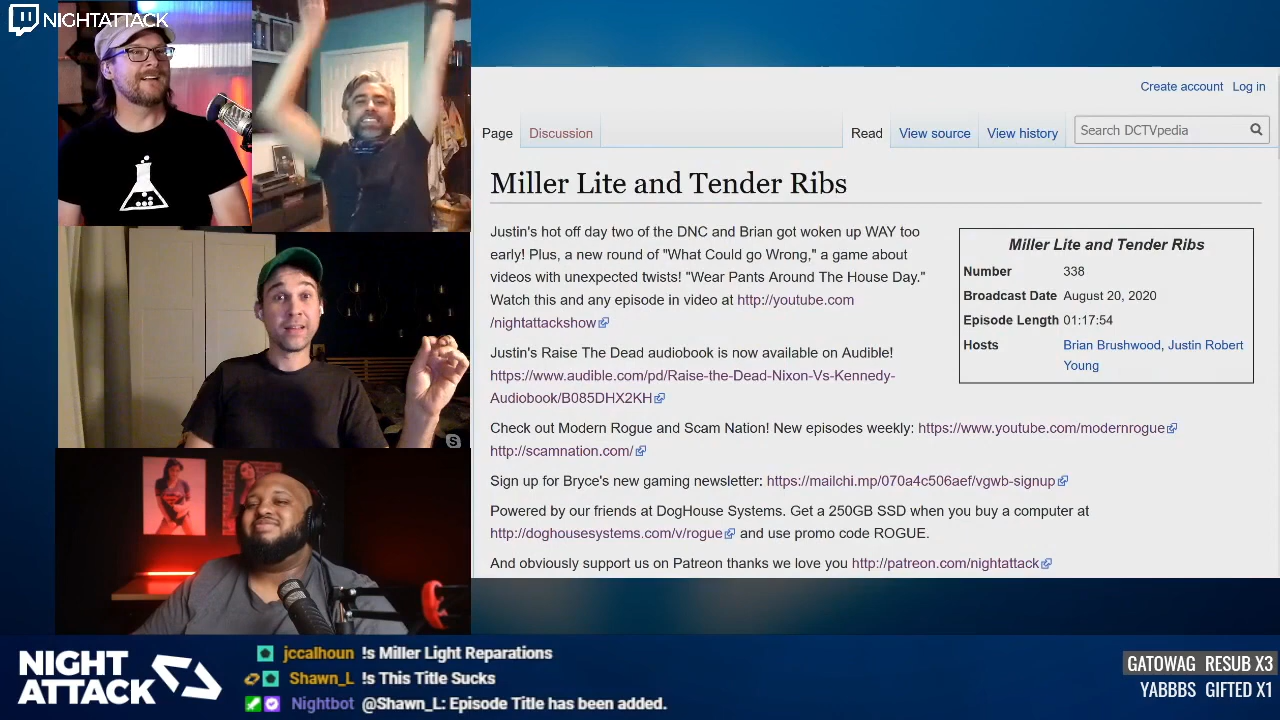 NIGHTATTACK
Create account Log in
Page Discussion Read View source View history Search DCTVpedia
Miller Lite and Tender Ribs
Justin's hot off day two of the DNC and Brian got woken up WAY too
early! Plus, a new round of "What Could go Wrong," a game about
videos with unexpected twists! "Wear Pants Around The House Day."
Watch this and any episode in video at http://youtube.com
/nightattackshow
Miller Lite and Tender Ribs
Number 338
Broadcast Date August 20, 2020
Episode Length 01:17:54
Hosts Brian Brushwood, Justin Robert
Young
Justin's Raise The Dead audiobook is now available on Audible!
https://www.audible.com/pd/Raise-the-Dead-Nixon-Vs-Kennedy-
Audiobook/B085DHX2KH
Check out Modern Rogue and Scam Nation! New episodes weekly: https://www.youtube.com/modernrogue
http://scamnation.com/
Sign up for Bryce's new gaming newsletter: https://mailchi.mp/070a4c506aef/vgwb-signup
Powered by our friends at DogHouse Systems. Get a 250GB SSD when you buy a computer at
http://doghousesystems.com/v/rogue and use promo code ROGUE.
And obviously support us on Patreon thanks we love you http://patreon.com/nightattack
NIGHT
ATTACK
jccalhoun !s Miller Light Reparations
Shawn_L !s This Title Sucks
Nightbot @Shawn_L: Episode Title has been added.
GATOWAG RESUB X3
YABBBS GIFTED X1